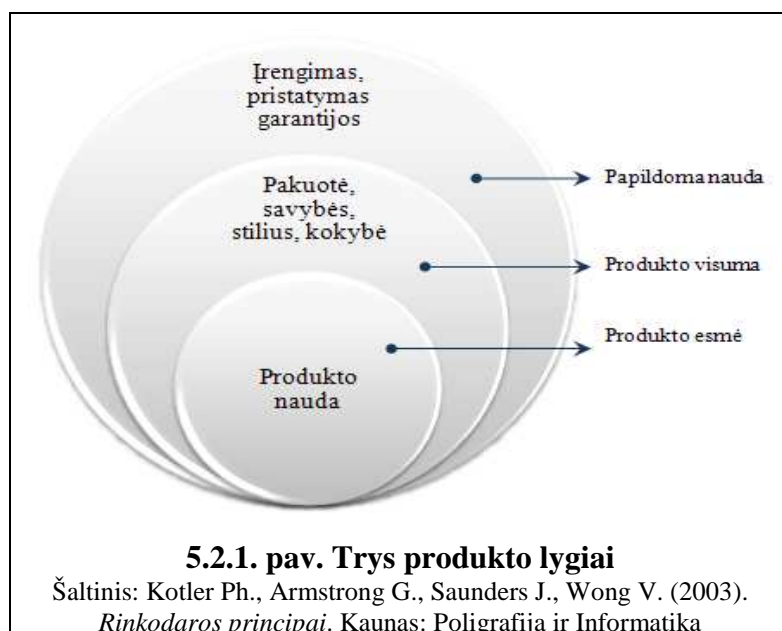 Įrengimas,
pristatymas
garantijos
Pakuotė,
savybės,
stilius, kokybė
Produkto
nauda
Papildoma nauda
Produkto visuma
Produkto esmė
5.2.1. pav. Trys produkto lygiai
Šaltinis: Kotler Ph., Armstrong G., Saunders J., Wong V. (2003).
Rinkodaros principai. Kaunas: Poligrafija ir Informatika